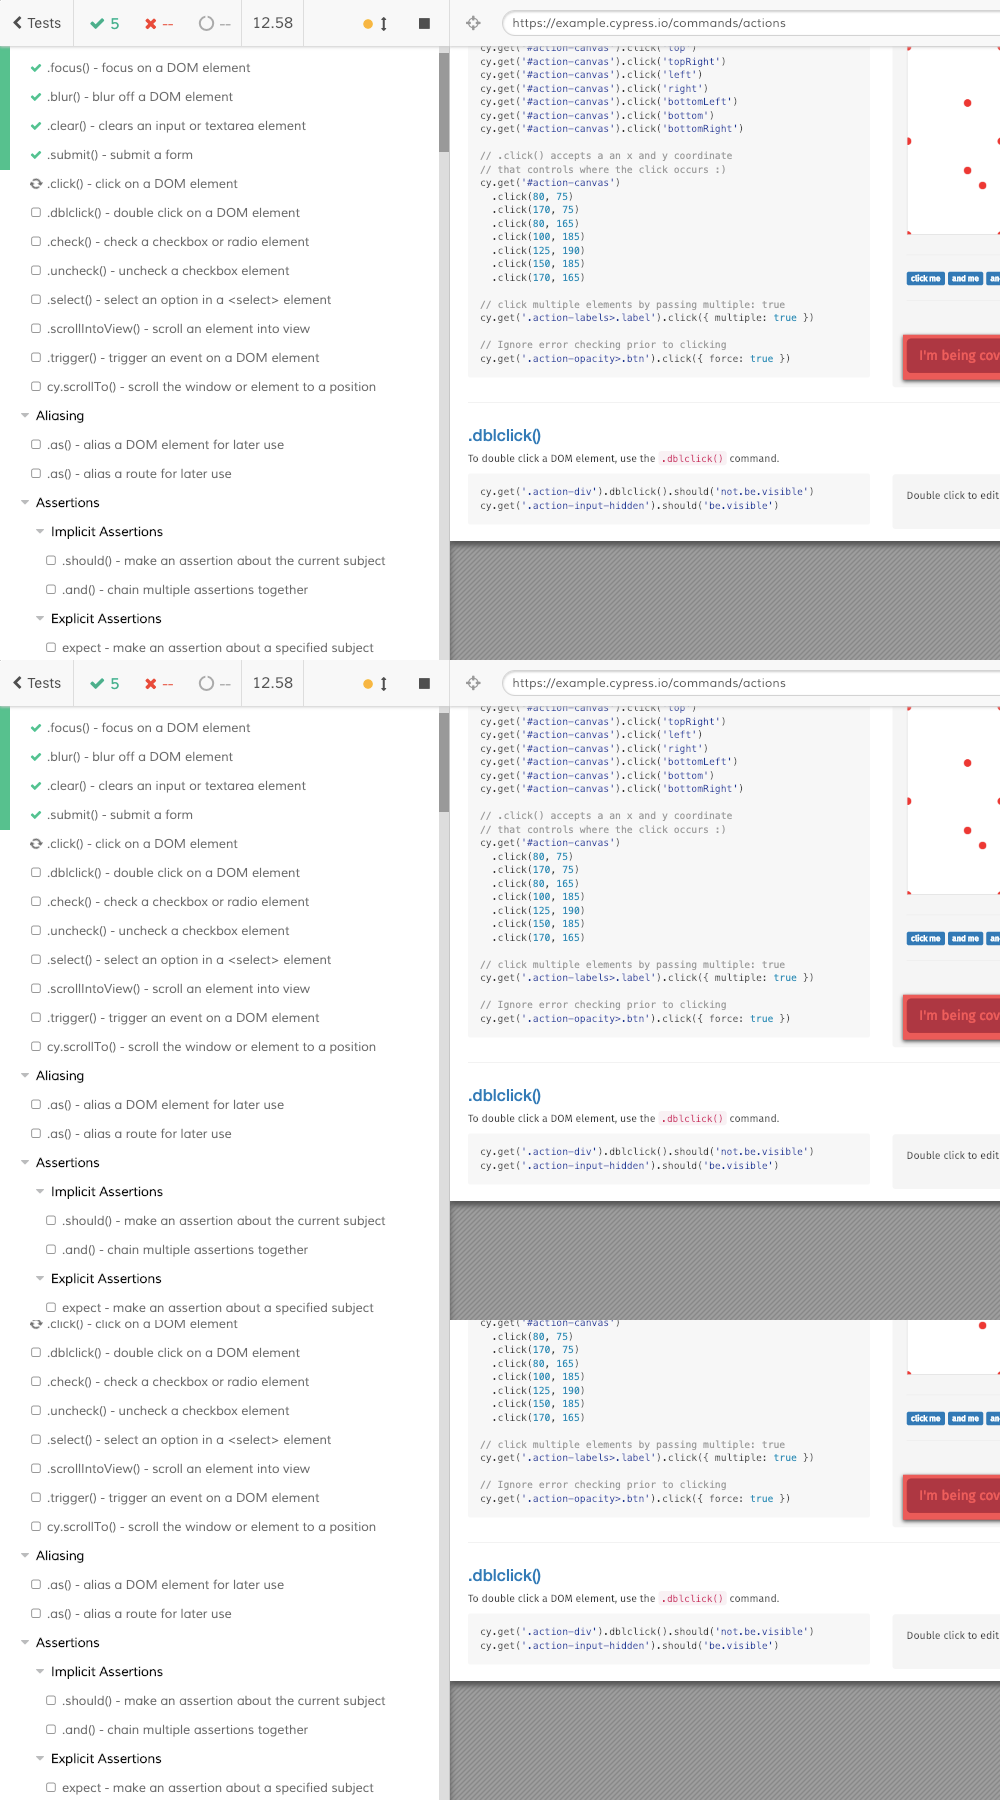 Tests 5 -- -- 12.58 https://example.cypress.io/commands/actions
.focus() - focus on a DOM element
.blur() - blur off a DOM element
.clear() - clears an input or textarea element
.submit() - submit a form
.click() - click on a DOM element
.dblclick() - double click on a DOM element
.check() - check a checkbox or radio element
.uncheck() - uncheck a checkbox element
.select() - select an option in a <select> element
.scrollIntoView() - scroll an element into view
.trigger() - trigger an event on a DOM element
cy.scrollTo() - scroll the window or element to a position
Aliasing
.as() - alias a DOM element for later use
.as() - alias a route for later use
Assertions
Implicit Assertions
.should() - make an assertion about the current subject
.and() - chain multiple assertions together
Explicit Assertions
expect - make an assertion about a specified subject
cy.get('#action-canvas').click('top')
cy.get('#action-canvas').click('topRight')
cy.get('#action-canvas').click('left')
cy.get('#action-canvas').click('right')
cy.get('#action-canvas').click('bottomLeft')
cy.get('#action-canvas').click('bottom')
cy.get('#action-canvas').click('bottomRight')
// .click() accepts a an x and y coordinate
// that controls where the click occurs :)
cy.get('#action-canvas')
.click(80, 75)
.click(170, 75)
.click(80, 165)
.click(100, 185)
.click(125, 190)
.click(150, 185)
.click(170, 165)
// click multiple elements by passing multiple: true
cy.get('.action-labels>.label').click({ multiple: true })
// Ignore error checking prior to clicking
cy.get('.action-opacity>.btn').click({ force: true })
click me and me an
I'm being cov
.dblclick()
To double click a DOM element, use the .dblclick() command.
cy.get('.action-div').dblclick().should('not.be.visible')
cy.get('.action-input-hidden').should('be.visible')
Double click to edit
Tests 5 -- -- 12.58 https://example.cypress.io/commands/actions
.focus() - focus on a DOM element
.blur() - blur off a DOM element
.clear() - clears an input or textarea element
.submit() - submit a form
.click() - click on a DOM element
.dblclick() - double click on a DOM element
.check() - check a checkbox or radio element
.uncheck() - uncheck a checkbox element
.select() - select an option in a <select> element
.scrollIntoView() - scroll an element into view
.trigger() - trigger an event on a DOM element
cy.scrollTo() - scroll the window or element to a position
Aliasing
.as() - alias a DOM element for later use
.as() - alias a route for later use
Assertions
Implicit Assertions
.should() - make an assertion about the current subject
.and() - chain multiple assertions together
Explicit Assertions
expect - make an assertion about a specified subject
cy.get('#action-canvas').click('top')
cy.get('#action-canvas').click('topRight')
cy.get('#action-canvas').click('left')
cy.get('#action-canvas').click('right')
cy.get('#action-canvas').click('bottomLeft')
cy.get('#action-canvas').click('bottom')
cy.get('#action-canvas').click('bottomRight')
// .click() accepts a an x and y coordinate
// that controls where the click occurs :)
cy.get('#action-canvas')
.click(80, 75)
.click(170, 75)
.click(80, 165)
.click(100, 185)
.click(125, 190)
.click(150, 185)
.click(170, 165)
// click multiple elements by passing multiple: true
cy.get('.action-labels>.label').click({ multiple: true })
// Ignore error checking prior to clicking
cy.get('.action-opacity>.btn').click({ force: true })
click me and me an
I'm being cov
.dblclick()
To double click a DOM element, use the .dblclick() command.
cy.get('.action-div').dblclick().should('not.be.visible')
cy.get('.action-input-hidden').should('be.visible')
Double click to edit
.click() - click on a DOM element
.dblclick() - double click on a DOM element
.check() - check a checkbox or radio element
.uncheck() - uncheck a checkbox element
.select() - select an option in a <select> element
.scrollIntoView() - scroll an element into view
.trigger() - trigger an event on a DOM element
cy.scrollTo() - scroll the window or element to a position
Aliasing
.as() - alias a DOM element for later use
.as() - alias a route for later use
Assertions
Implicit Assertions
.should() - make an assertion about the current subject
.and() - chain multiple assertions together
Explicit Assertions
expect - make an assertion about a specified subject
cy.get('#action-canvas')
.click(80, 75)
.click(170, 75)
.click(80, 165)
.click(100, 185)
.click(125, 190)
.click(150, 185)
.click(170, 165)
// click multiple elements by passing multiple: true
cy.get('.action-labels>.label').click({ multiple: true })
// Ignore error checking prior to clicking
cy.get('.action-opacity>.btn').click({ force: true })
click me and me an
I'm being cov
.dblclick()
To double click a DOM element, use the .dblclick() command.
cy.get('.action-div').dblclick().should('not.be.visible')
cy.get('.action-input-hidden').should('be.visible')
Double click to edit